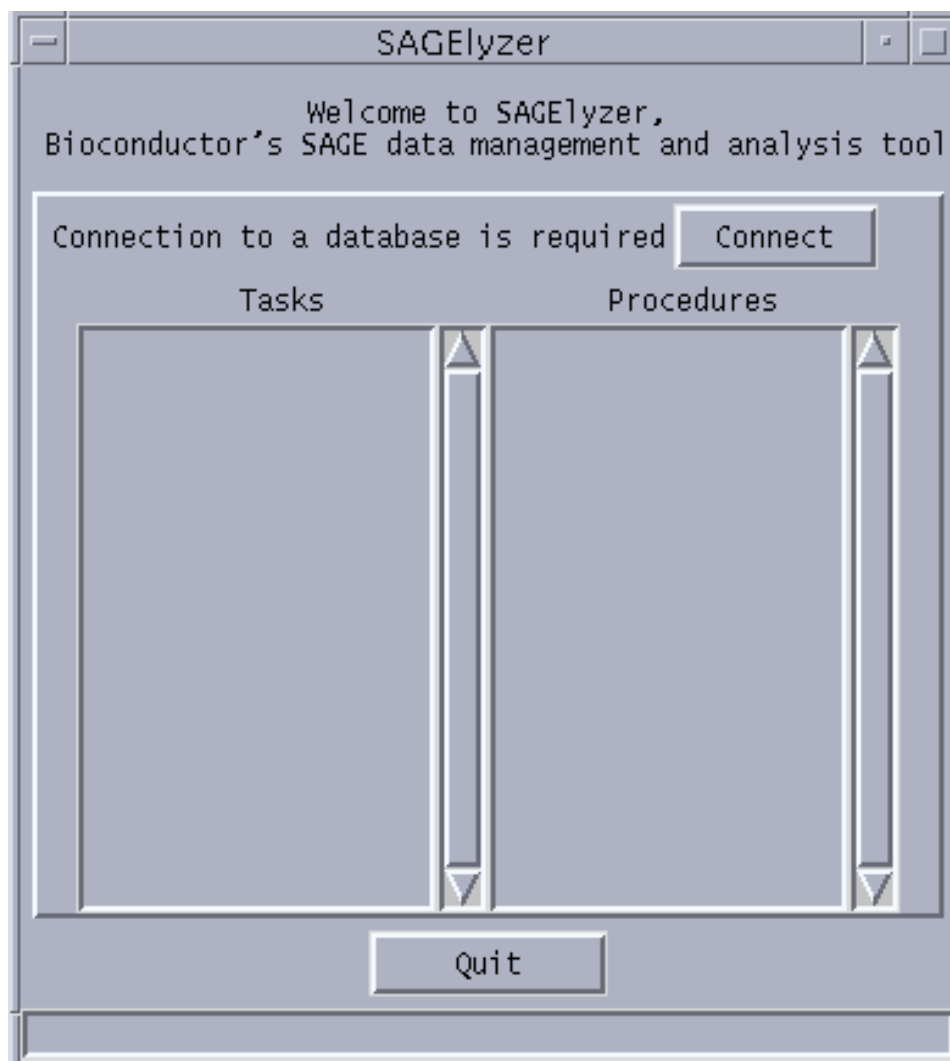 SAGElyzer
Welcome to SAGElyzer,
Bioconductor's SAGE data management and analysis tool
Connection to a database is required Connect
Tasks Procedures
Quit